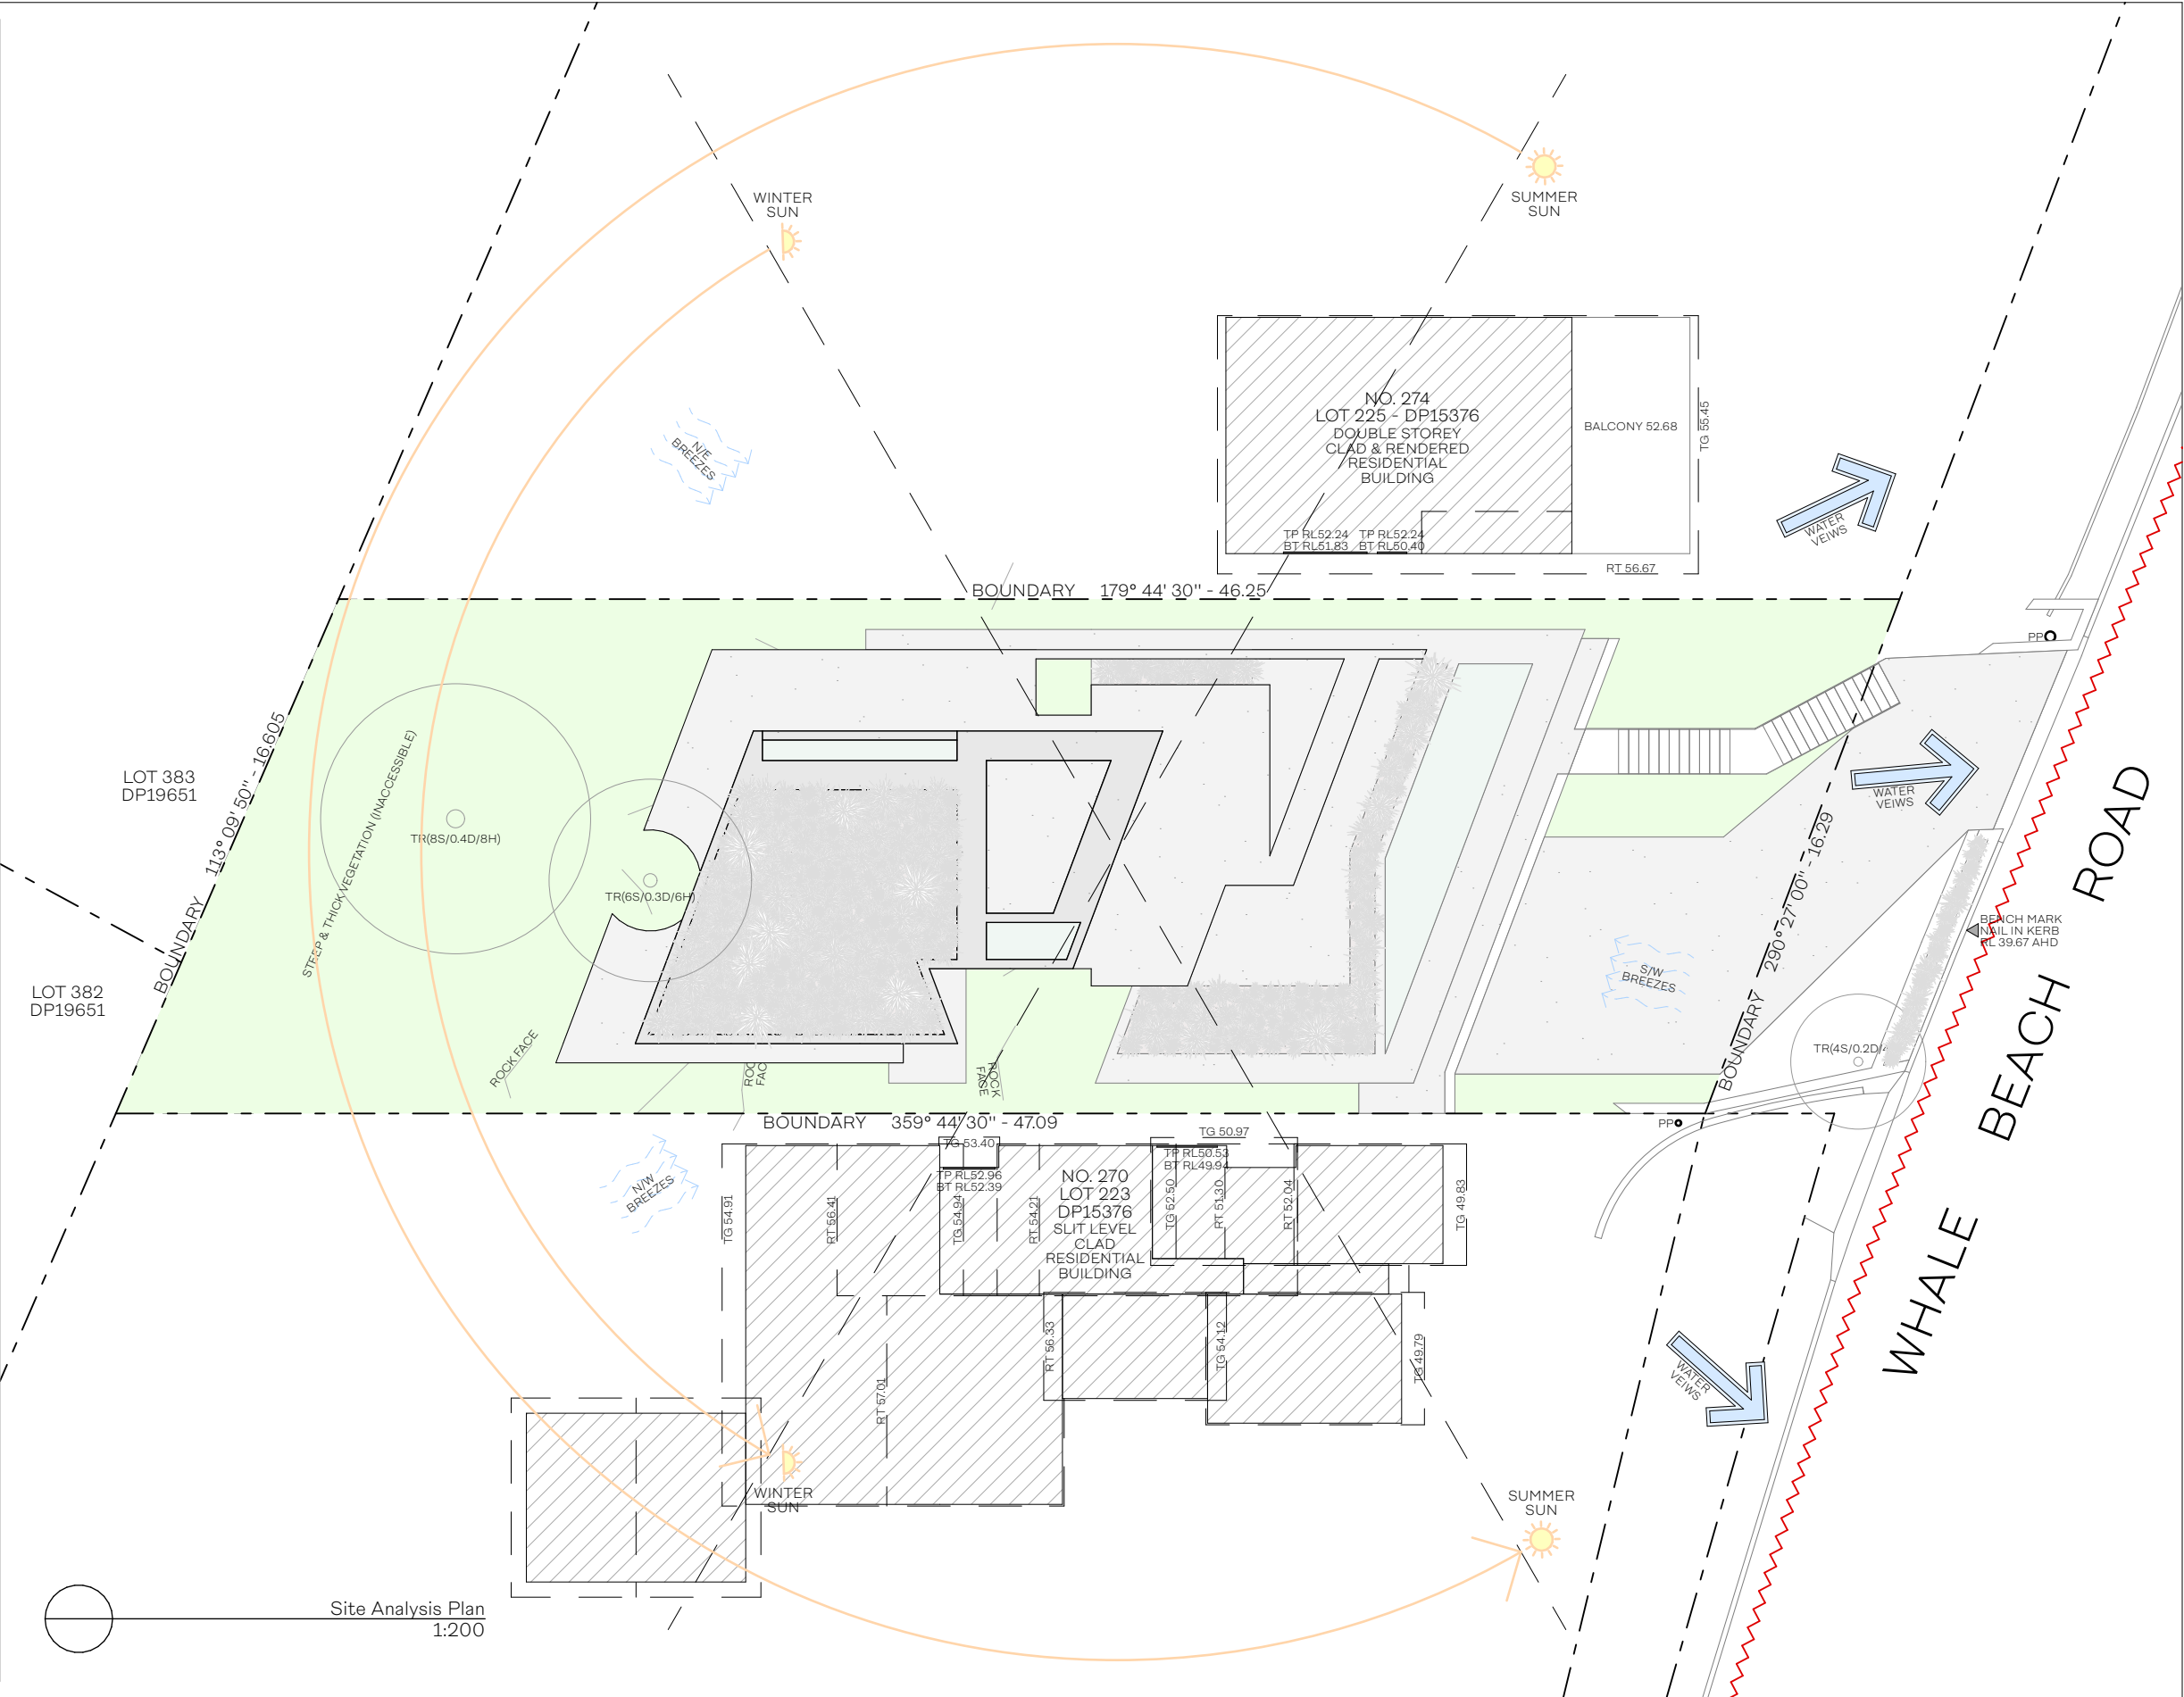 WINTER
SUN
SUMMER
SUN
N/E
BREEZES
NO. 274
LOT 225 - DP15376
DOUBLE STOREY
CLAD & RENDERED
RESIDENTIAL
BUILDING
BALCONY 52.68
TG 55.45
TP RL52.24
BT RL51.83
TP RL52.24
BT RL50.40
RT 56.67
WATER
VEIWS
BOUNDARY 179° 44' 30" - 46.25
PP
LOT 383
DP19651
BOUNDARY 113° 09' 50" - 16.605
STEEP & THICK VEGETATION (INACCESSIBLE)
TR(8S/0.4D/8H)
TR(6S/0.3D/6H)
WATER
VEIWS
BOUNDARY 290° 27' 00" - 16.29
BENCH MARK
NAIL IN KERB
RL 39.67 AHD
S/W
BREEZES
LOT 382
DP19651
ROCK FACE
ROCK
FACE
TR(4S/0.2D/
WHALE BEACH ROAD
BOUNDARY 359° 44' 30" - 47.09
PP
N/W
BREEZES
TG 54.91
RT 56.41
TG 53.40
TP RL52.96
BT RL52.39
TG 54.94
RT 54.21
NO. 270
LOT 223
DP15376
SLIT LEVEL
CLAD
RESIDENTIAL
BUILDING
TG 50.97
TP RL50.53
BT RL49.94
TG 52.50
RT 51.30
RT 52.04
TG 49.83
RT 56.33
TG 54.12
TG 49.79
RT 57.01
WATER
VEIWS
WINTER
SUN
SUMMER
SUN
Site Analysis Plan
1:200